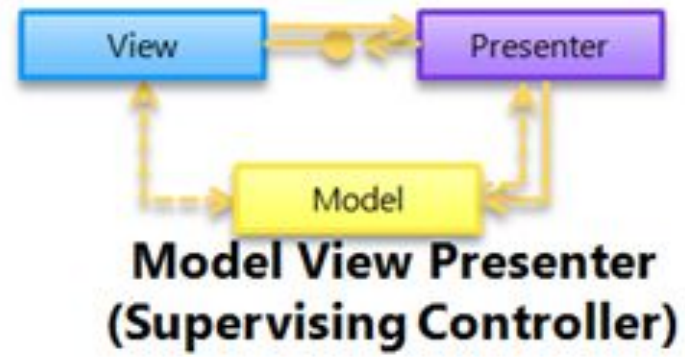 View
Presenter
Model
Model View Presenter
(Supervising Controller)